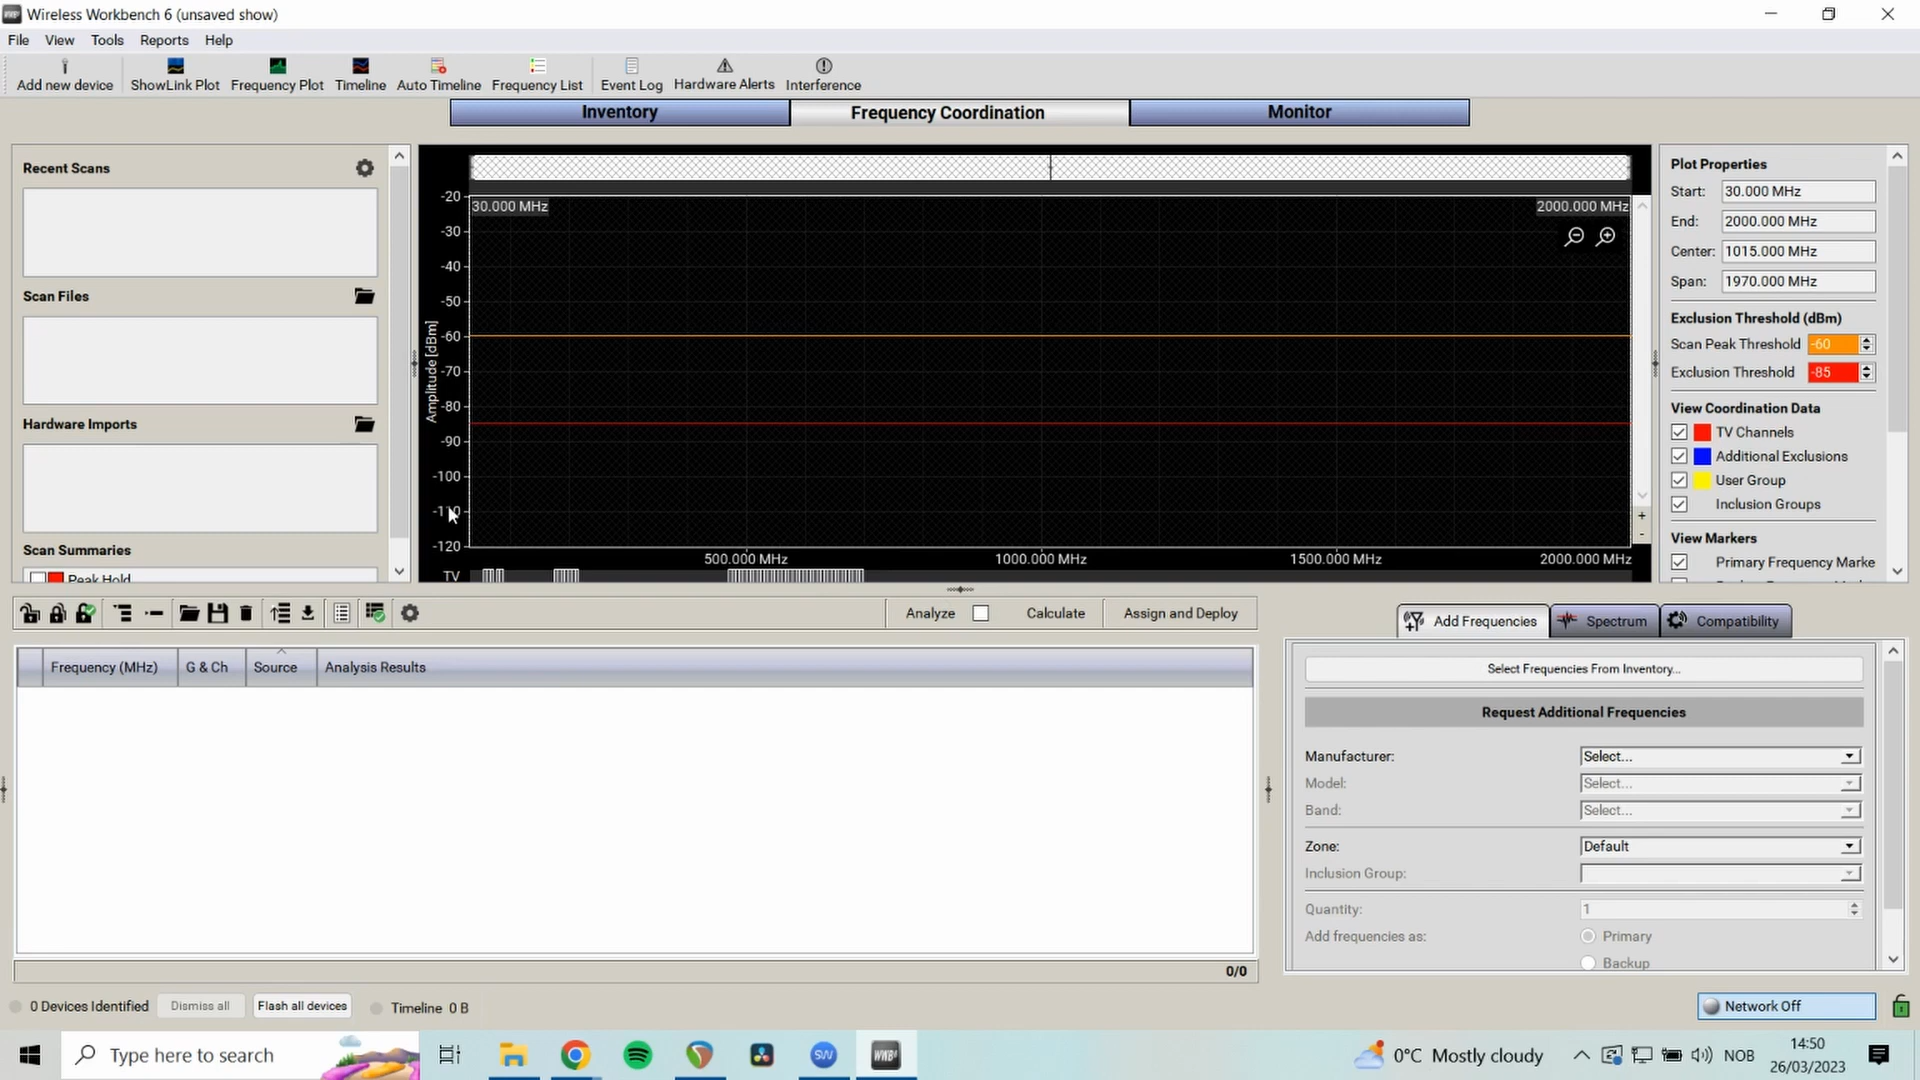 Wireless Workbench 6 (unsaved show)
File View Tools Reports Help
Add new device ShowLink Plot Frequency Plot Timeline Auto Timeline Frequency List Event Log Hardware Alerts Interference
Inventory Frequency Coordination Monitor
Recent Scans
Scan Files
Hardware Imports
Scan Summaries
Peak Hold
30.000 MHz 2000.000 MHz
Amplitude [dBm]
-20
-30
-40
-50
-60
-70
-80
-90
-100
-110
-120
500.000 MHz 1000.000 MHz 1500.000 MHz 2000.000 MHz
TV
+
-
Plot Properties
Start: 30.000 MHz
End: 2000.000 MHz
Center: 1015.000 MHz
Span: 1970.000 MHz
Exclusion Threshold (dBm)
Scan Peak Threshold -60
Exclusion Threshold -85
View Coordination Data
TV Channels
Additional Exclusions
User Group
Inclusion Groups
View Markers
Primary Frequency Marke
Analyze Calculate Assign and Deploy
Frequency (MHz) G & Ch Source Analysis Results
0/0
Add Frequencies Spectrum Compatibility
Select Frequencies From Inventory...
Request Additional Frequencies
Manufacturer: Select...
Model: Select...
Band: Select...
Zone: Default
Inclusion Group:
Quantity: 1
Add frequencies as: Primary
Backup
0 Devices Identified Dismiss all Flash all devices Timeline 0 B
Network Off
Type here to search
SW
WWB6
0°C Mostly cloudy
NOB
14:50
26/03/2023